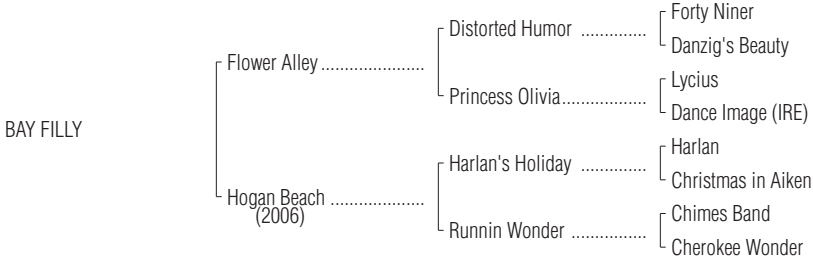 Forty Niner
Distorted Humor ..............
Danzig's Beauty
Flower Alley ......................
Lycius
Princess Olivia..................
Dance Image (IRE)
BAY FILLY
Harlan
Harlan's Holiday ..............
Christmas in Aiken
Hogan Beach ....................
(2006)
Chimes Band
Runnin Wonder ................
Cherokee Wonder